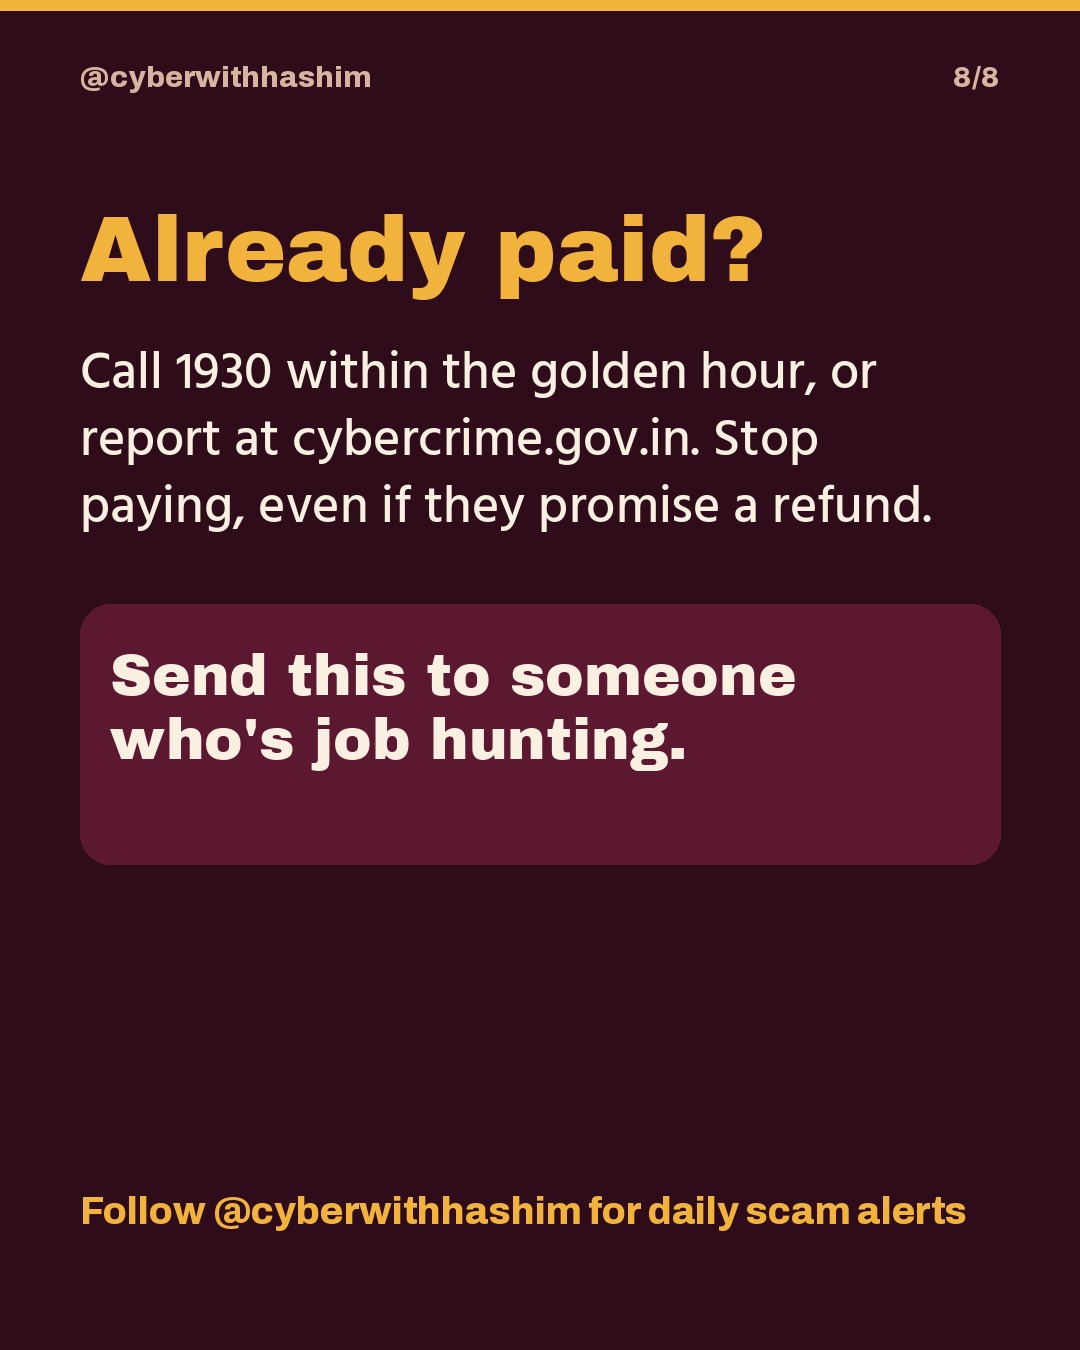 @cyberwithhashim
8/8
Already paid?
Call 1930 within the golden hour, or
report at cybercrime.gov.in. Stop
paying, even if they promise a refund.
Send this to someone
who's job hunting.
Follow @cyberwithhashim for daily scam alerts